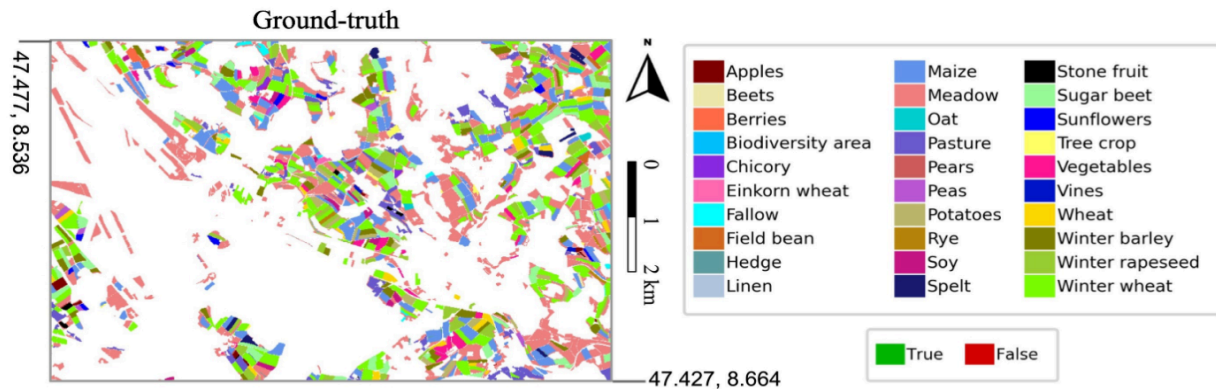 Ground-truth
47.477, 8.536
N
0
1
2 km
47.427, 8.664
Apples
Beets
Berries
Biodiversity area
Chicory
Einkorn wheat
Fallow
Field bean
Hedge
Linen
Maize
Meadow
Oat
Pasture
Pears
Peas
Potatoes
Rye
Soy
Spelt
Stone fruit
Sugar beet
Sunflowers
Tree crop
Vegetables
Vines
Wheat
Winter barley
Winter rapeseed
Winter wheat
True
False